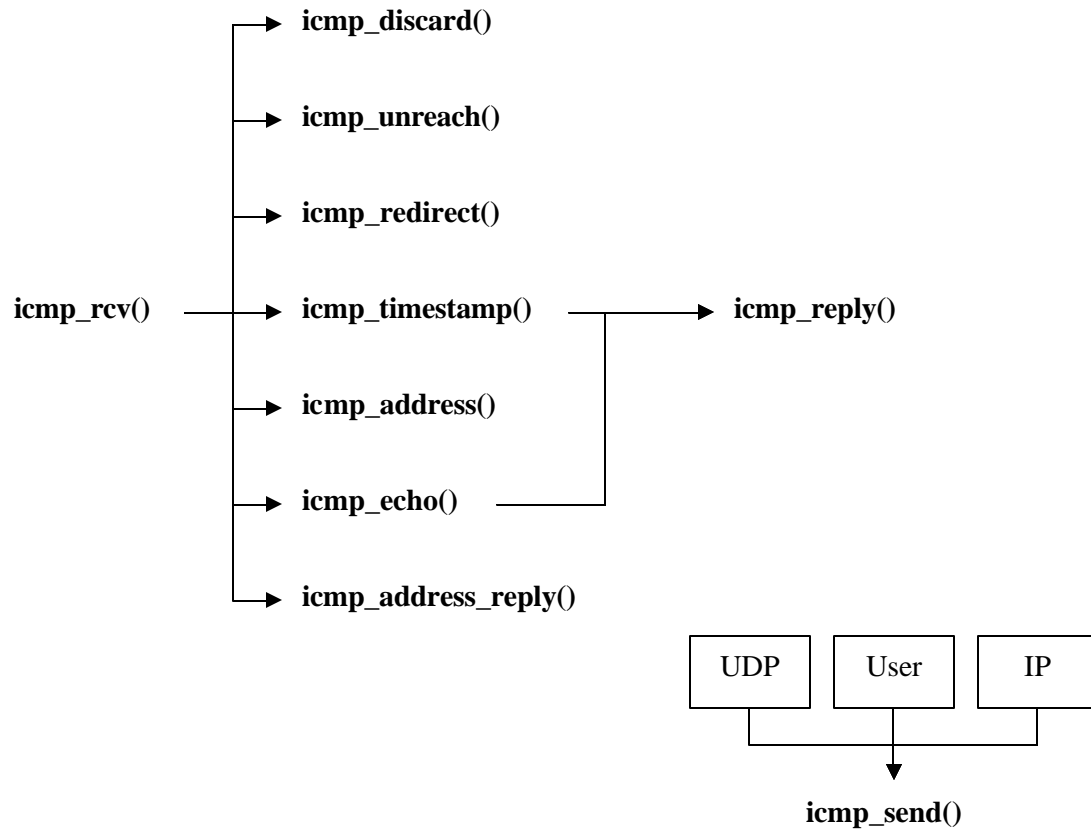 icmp_discard()
icmp_unreach()
icmp_redirect()
icmp_rcv()
icmp_timestamp()
icmp_reply()
icmp_address()
icmp_echo()
icmp_address_reply()
UDP
User
IP
icmp_send()